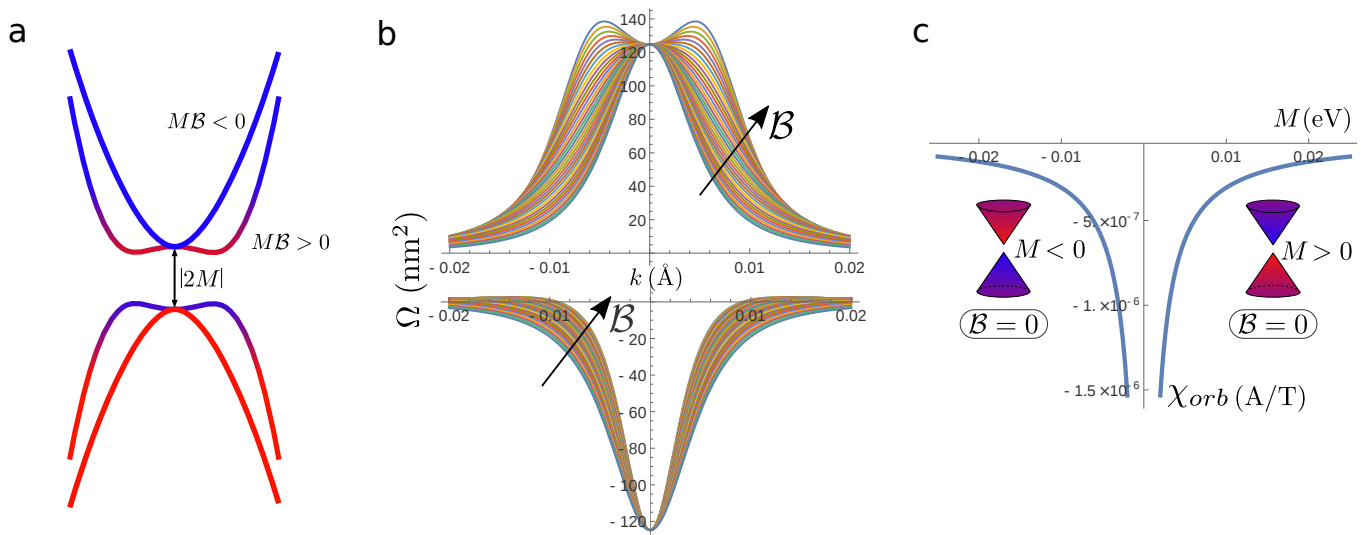 a
Mℬ < 0
Mℬ > 0
|2M|
b
140
120
100
80
60
40
20
ℬ
- 0.02
- 0.01
k (Å)
0.01
0.02
Ω (nm²)
- 0.02
- 0.01
ℬ
0.01
0.02
- 20
- 40
- 60
- 80
- 100
- 120
c
M (eV)
- 0.02
- 0.01
0.01
0.02
- 5. ×10⁻⁷
M < 0
M > 0
- 1. ×10⁻⁶
ℬ = 0
ℬ = 0
- 1.5 ×10⁻⁶
χorb (A/T)